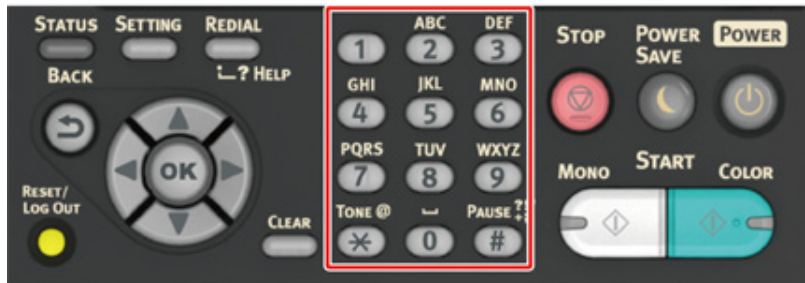 STATUS SETTING REDIAL
? HELP
BACK
OK
RESET/
LOG OUT
CLEAR
ABC DEF
1 2 3
GHI JKL MNO
4 5 6
PQRS TUV WXYZ
7 8 9
TONE @ ⎵ PAUSE
* 0 #
STOP POWER
SAVE POWER
START
MONO COLOR